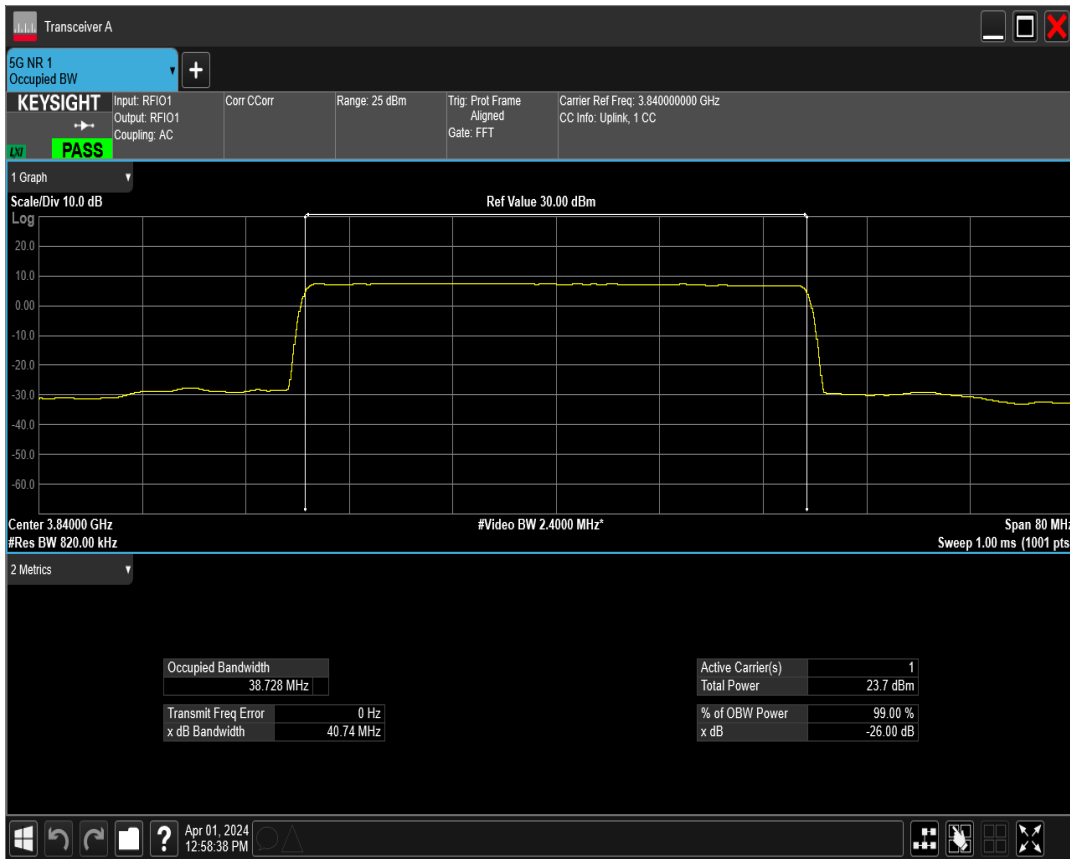 Transceiver A
5G NR 1
Occupied BW
KEYSIGHT
LXI
PASS
Input: RFIO1
Output: RFIO1
Coupling: AC
Corr CCorr
Range: 25 dBm
Trig: Prot Frame
Aligned
Gate: FFT
Carrier Ref Freq: 3.840000000 GHz
CC Info: Uplink, 1 CC
1 Graph
Scale/Div 10.0 dB
Ref Value 30.00 dBm
Log
20.0
10.0
0.00
-10.0
-20.0
-30.0
-40.0
-50.0
-60.0
Center 3.84000 GHz
#Video BW 2.4000 MHz*
Span 80 MHz
#Res BW 820.00 kHz
Sweep 1.00 ms (1001 pts
2 Metrics
Occupied Bandwidth
38.728 MHz
Transmit Freq Error 0 Hz
x dB Bandwidth 40.74 MHz
Active Carrier(s) 1
Total Power 23.7 dBm
% of OBW Power 99.00 %
x dB -26.00 dB
?
Apr 01, 2024
12:58:38 PM